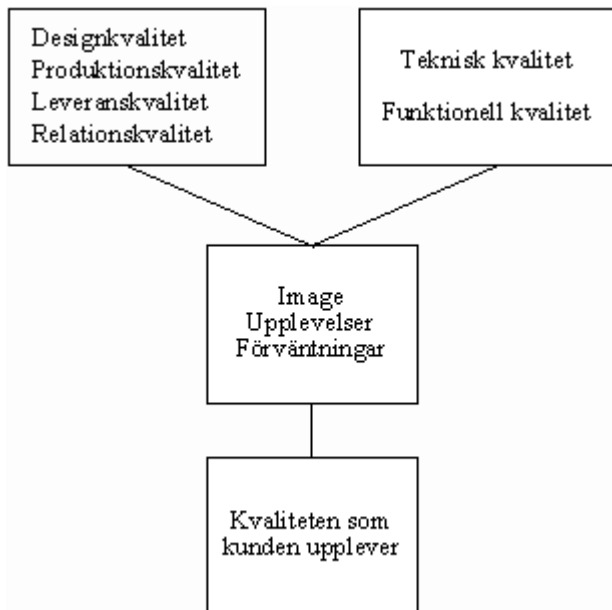 Designkvalitet
Produktionskvalitet
Leveranskvalitet
Relationskvalitet
Teknisk kvalitet
Funktionell kvalitet
Image
Upplevelser
Förväntningar
Kvaliteten som
kunden upplever